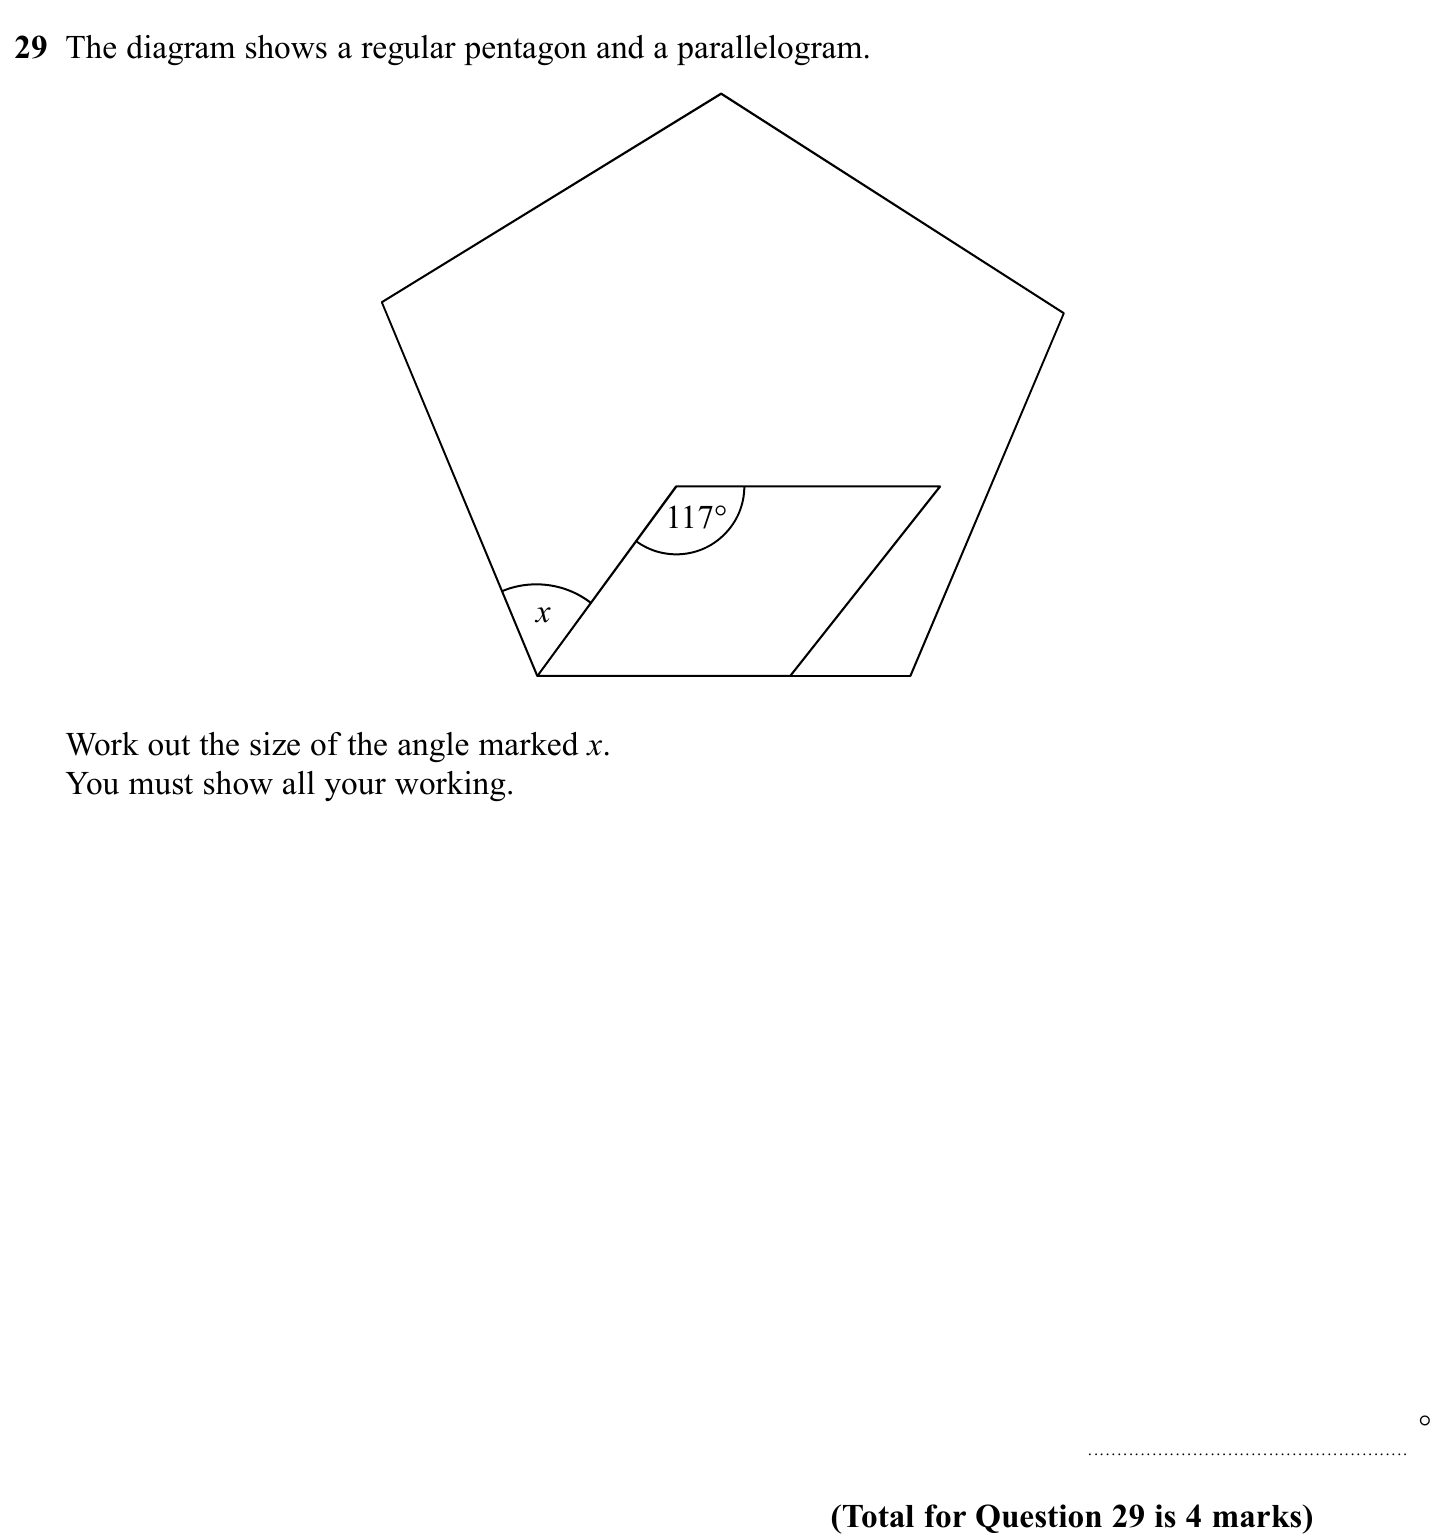 29 The diagram shows a regular pentagon and a parallelogram.
117°
x
Work out the size of the angle marked x.
You must show all your working.
....................................................... °
(Total for Question 29 is 4 marks)